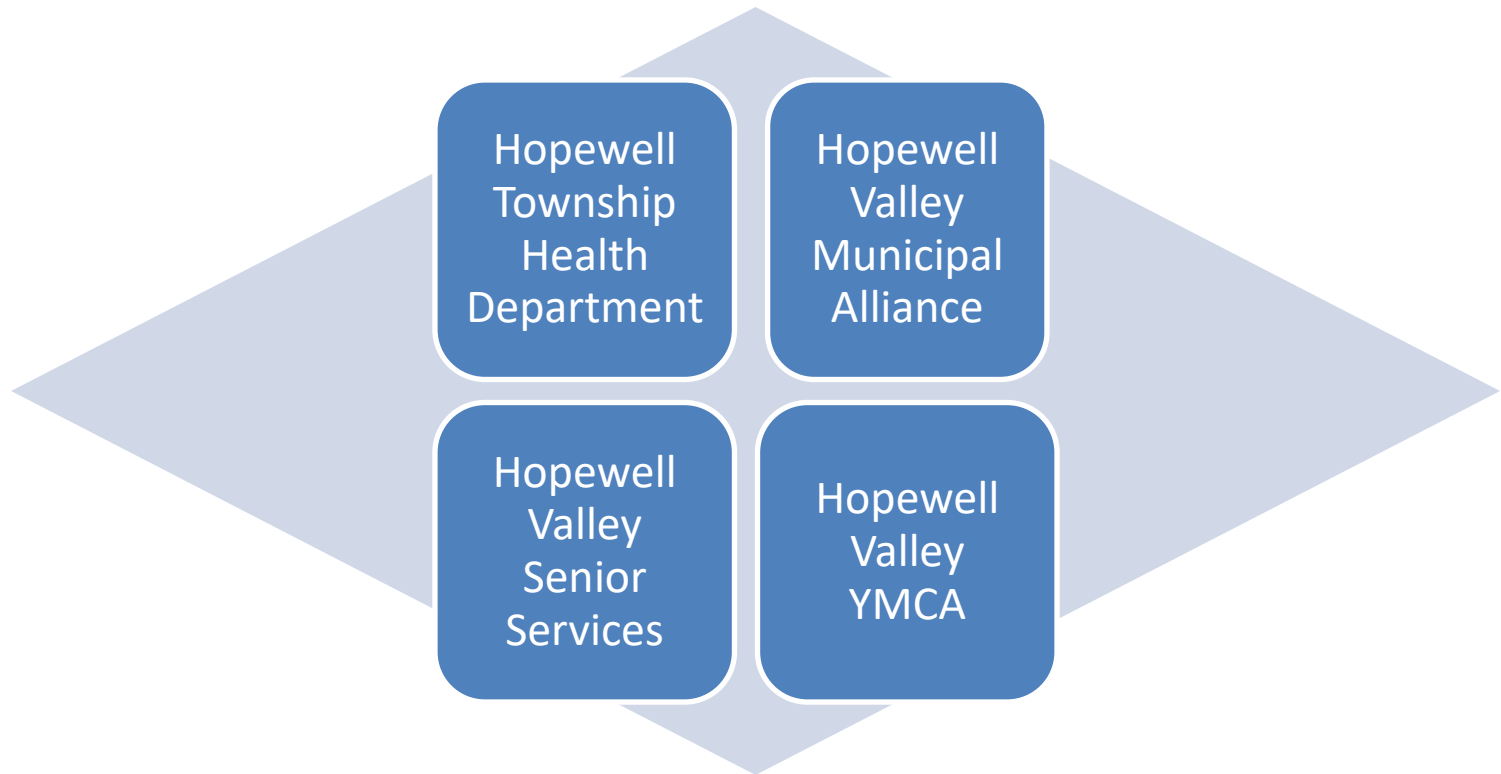 Hopewell
Township
Health
Department
Hopewell
Valley
Municipal
Alliance
Hopewell
Valley
Senior
Services
Hopewell
Valley
YMCA